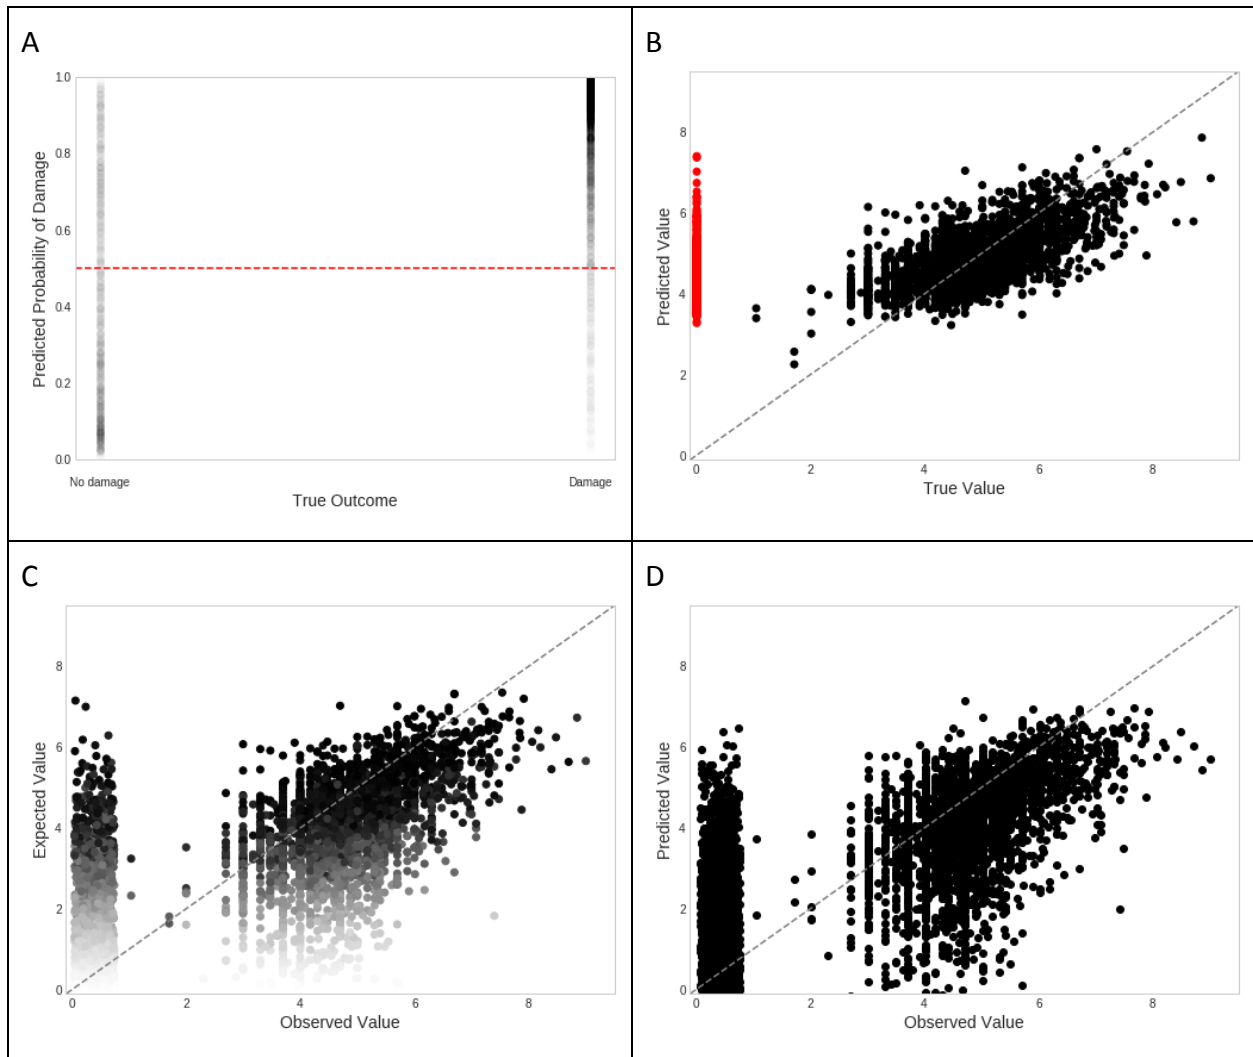 A
1.0
0.8
0.6
0.4
0.2
0.0
Predicted Probability of Damage
No damage
Damage
True Outcome
B
8
6
4
2
0
Predicted Value
0 2 4 6 8
True Value
C
8
6
4
2
0
Expected Value
0 2 4 6 8
Observed Value
D
8
6
4
2
0
Predicted Value
0 2 4 6 8
Observed Value